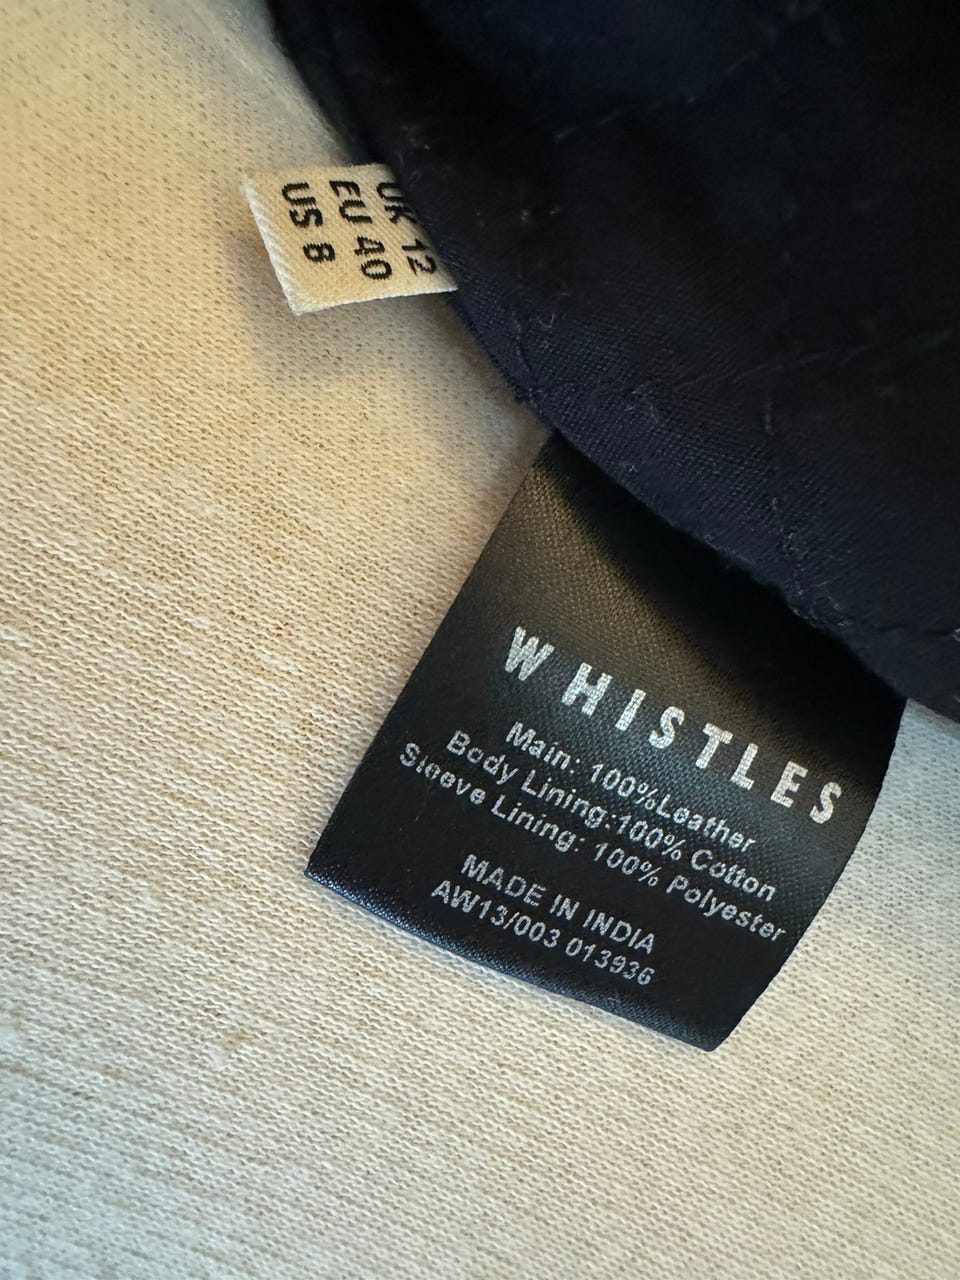 UK 12
EU 40
US 8
WHISTLES
Main: 100%Leather
Body Lining:100% Cotton
Sleeve Lining: 100% Polyester
MADE IN INDIA
AW13/003 013936